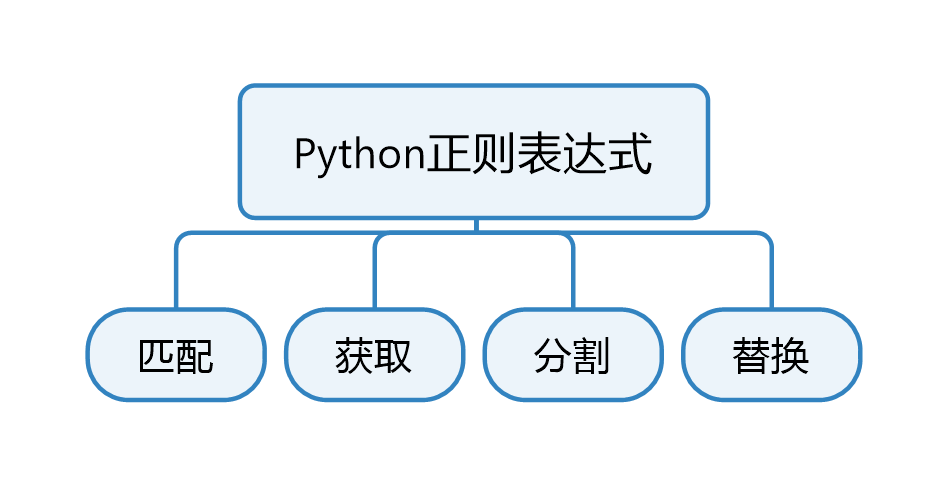 Python正则表达式
匹配
获取
分割
替换